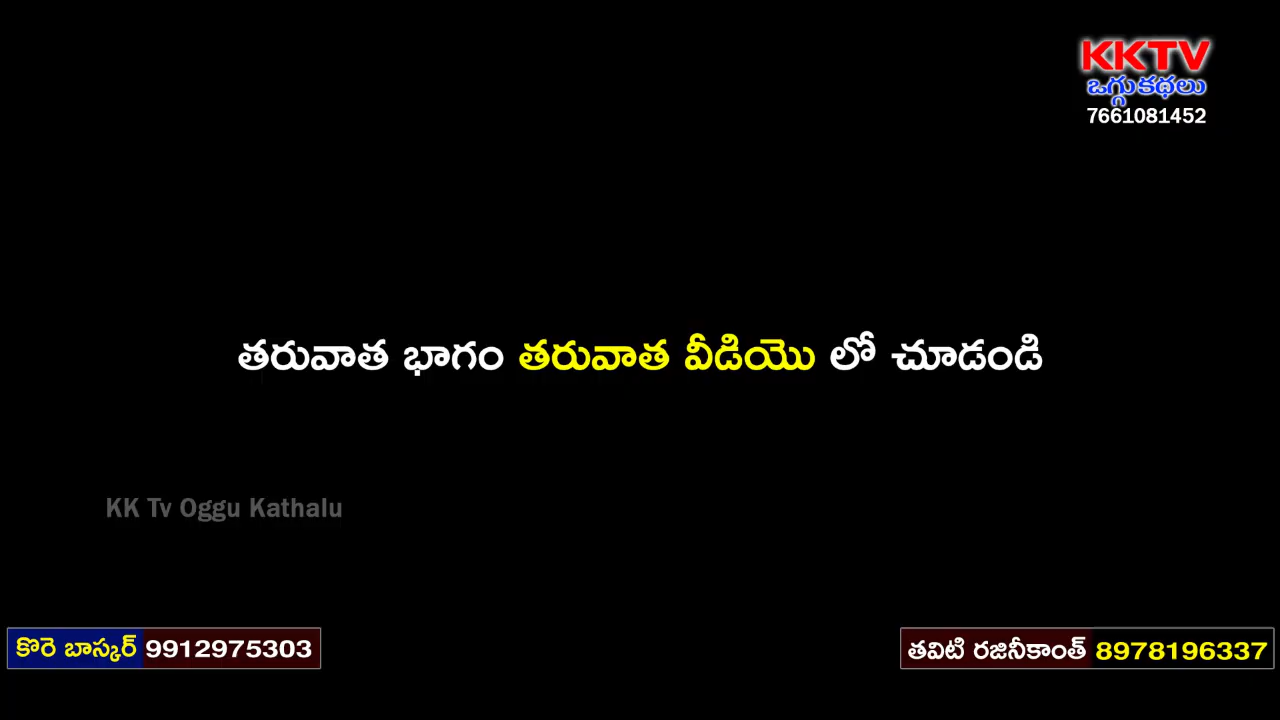 KKTV
ఒగ్గుకథలు
7661081452
తరువాత భాగం తరువాత వీడియొ లో చూడండి
KK Tv Oggu Kathalu
కొరె బాస్కర్ 9912975303
తవిటి రజినీకాంత్ 8978196337